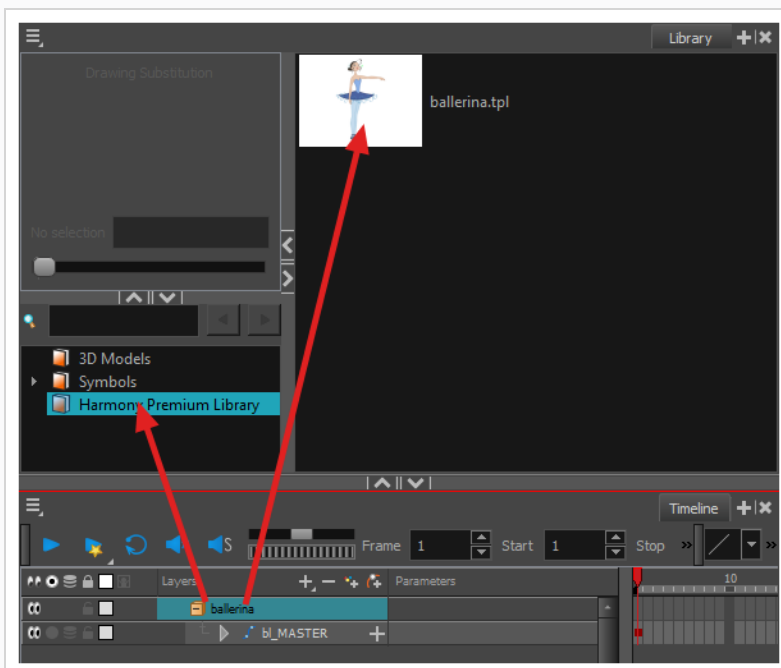 Library
Drawing Substitution
ballerina.tpl
No selection
3D Models
Symbols
Harmony Premium Library
Timeline
S Frame 1 Start 1 Stop
Layers Parameters 10
ballerina
bl_MASTER